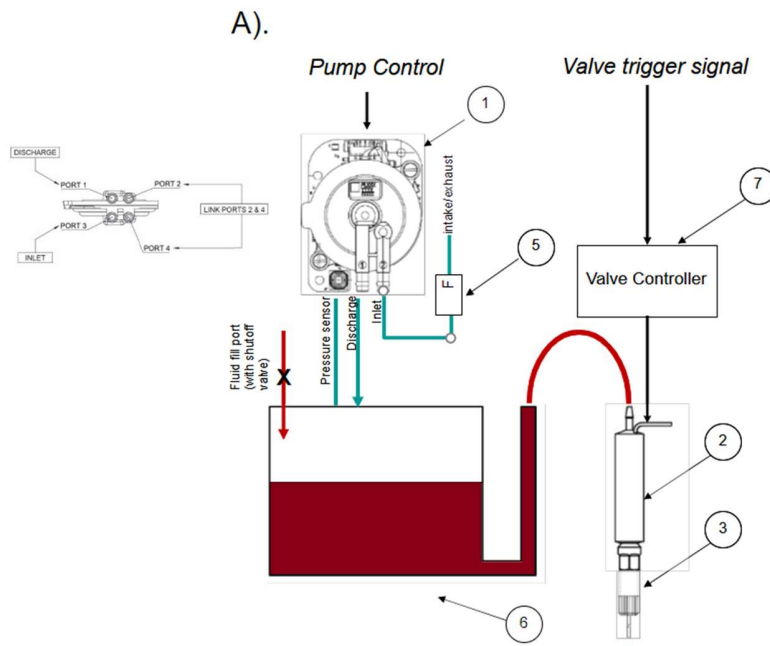 A).
Pump Control
Valve trigger signal
1
DISCHARGE
PORT 1
PORT 2
LINK PORTS 2 & 4
PORT 3
PORT 4
INLET
intake/exhaust
7
5
F
Valve Controller
1
2
Fluid fill port
(with shutoff
valve)
X
Pressure sensor
Discharge
Inlet
2
3
6